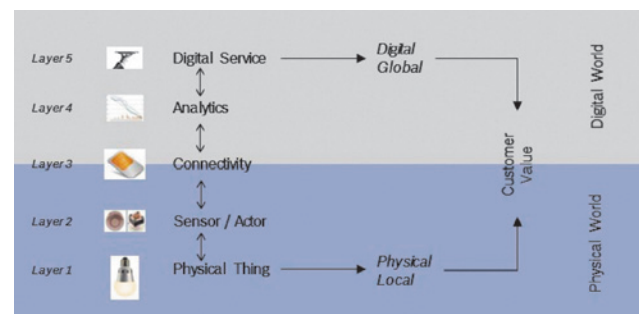 Layer 5 Digital Service Digital Global
Layer 4 Analytics
Layer 3 Connectivity
Layer 2 Sensor / Actor
Layer 1 Physical Thing Physical Local
Customer Value
Digital World
Physical World